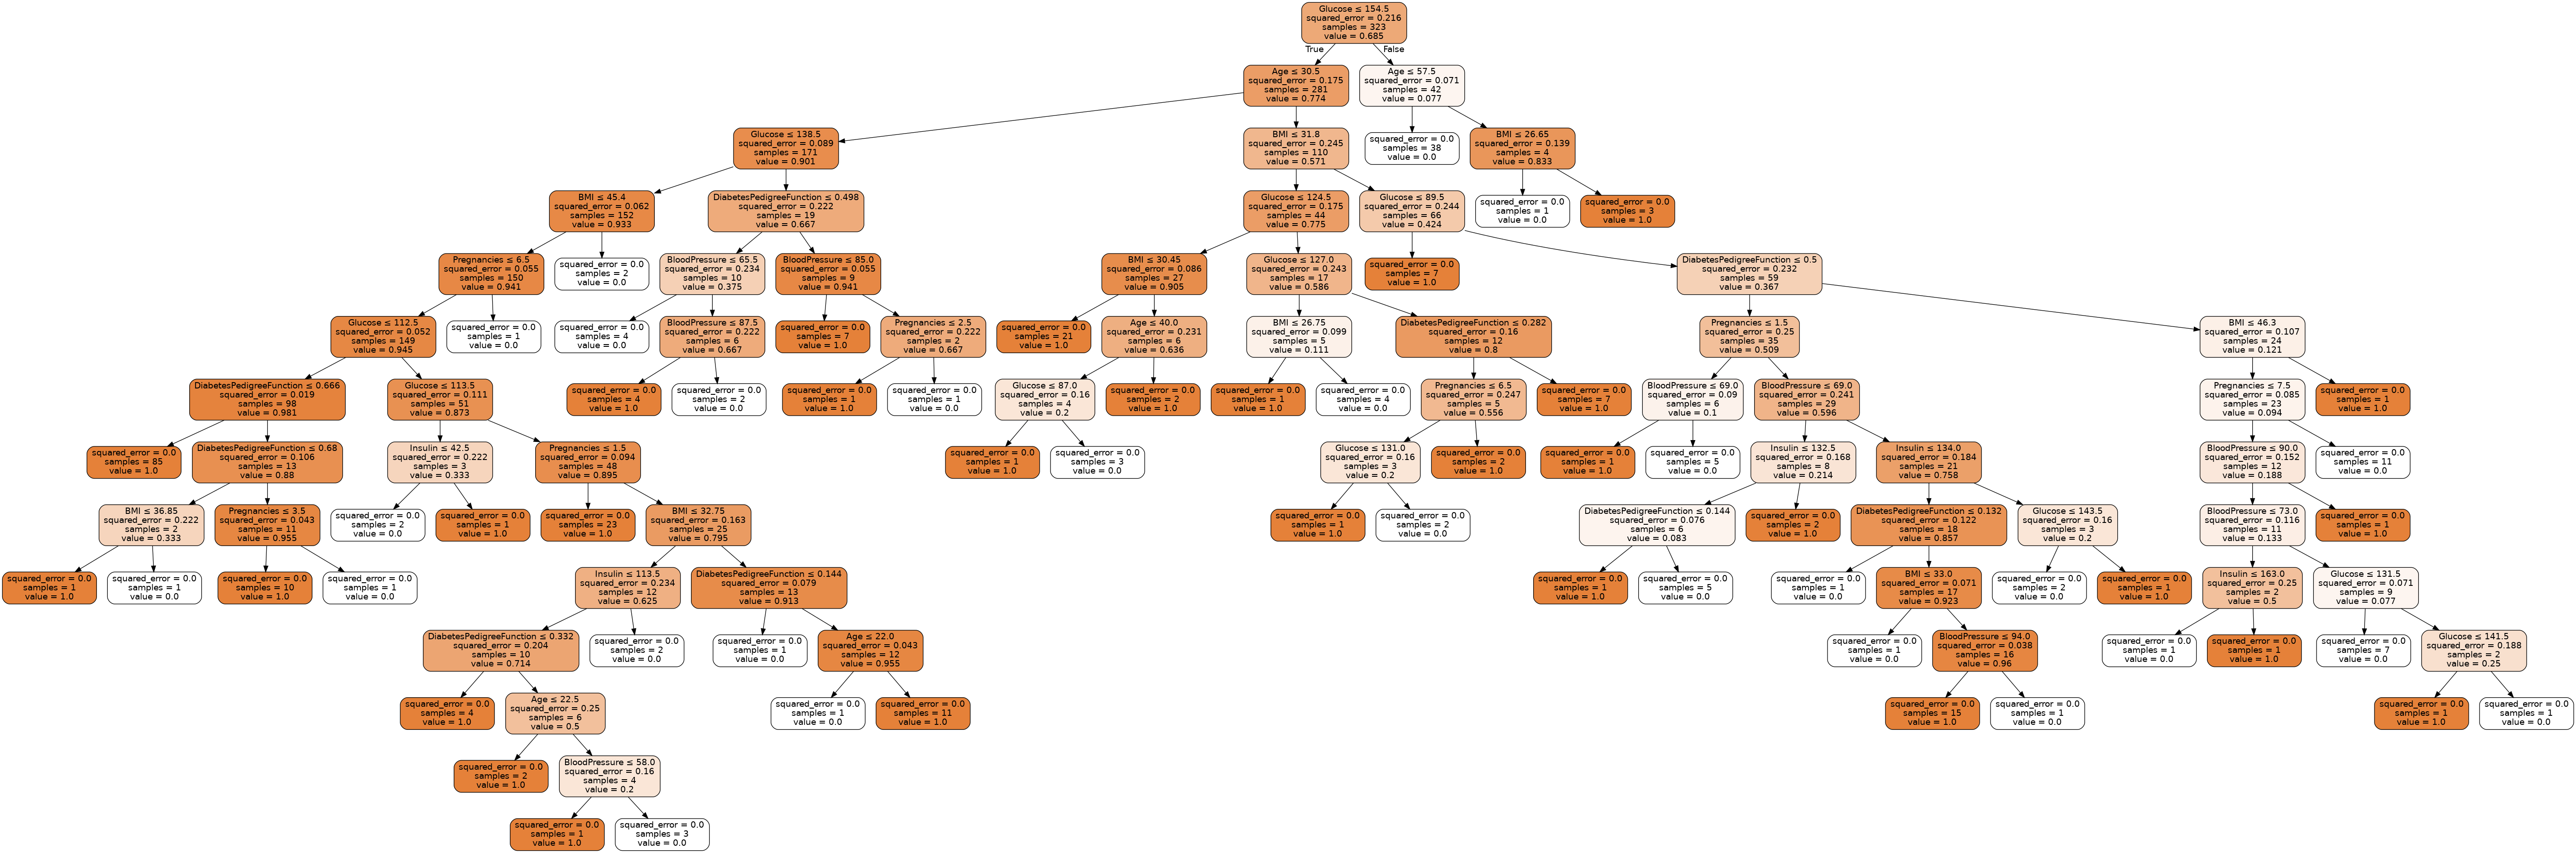 Glucose ≤ 154.5
squared_error = 0.216
samples = 323
value = 0.685
True
False
Age ≤ 30.5
squared_error = 0.175
samples = 281
value = 0.774
Age ≤ 57.5
squared_error = 0.071
samples = 42
value = 0.077
Glucose ≤ 138.5
squared_error = 0.089
samples = 171
value = 0.901
BMI ≤ 31.8
squared_error = 0.245
samples = 110
value = 0.571
squared_error = 0.0
samples = 38
value = 0.0
BMI ≤ 26.65
squared_error = 0.139
samples = 4
value = 0.833
BMI ≤ 45.4
squared_error = 0.062
samples = 152
value = 0.933
DiabetesPedigreeFunction ≤ 0.498
squared_error = 0.222
samples = 19
value = 0.667
Glucose ≤ 124.5
squared_error = 0.175
samples = 44
value = 0.775
Glucose ≤ 89.5
squared_error = 0.244
samples = 66
value = 0.424
squared_error = 0.0
samples = 1
value = 0.0
squared_error = 0.0
samples = 3
value = 1.0
Pregnancies ≤ 6.5
squared_error = 0.055
samples = 150
value = 0.941
squared_error = 0.0
samples = 2
value = 0.0
BloodPressure ≤ 65.5
squared_error = 0.234
samples = 10
value = 0.375
BloodPressure ≤ 85.0
squared_error = 0.055
samples = 9
value = 0.941
BMI ≤ 30.45
squared_error = 0.086
samples = 27
value = 0.905
Glucose ≤ 127.0
squared_error = 0.243
samples = 17
value = 0.586
squared_error = 0.0
samples = 7
value = 1.0
DiabetesPedigreeFunction ≤ 0.5
squared_error = 0.232
samples = 59
value = 0.367
Glucose ≤ 112.5
squared_error = 0.052
samples = 149
value = 0.945
squared_error = 0.0
samples = 1
value = 0.0
squared_error = 0.0
samples = 4
value = 0.0
BloodPressure ≤ 87.5
squared_error = 0.222
samples = 6
value = 0.667
squared_error = 0.0
samples = 7
value = 1.0
Pregnancies ≤ 2.5
squared_error = 0.222
samples = 2
value = 0.667
squared_error = 0.0
samples = 21
value = 1.0
Age ≤ 40.0
squared_error = 0.231
samples = 6
value = 0.636
BMI ≤ 26.75
squared_error = 0.099
samples = 5
value = 0.111
DiabetesPedigreeFunction ≤ 0.282
squared_error = 0.16
samples = 12
value = 0.8
Pregnancies ≤ 1.5
squared_error = 0.25
samples = 35
value = 0.509
BMI ≤ 46.3
squared_error = 0.107
samples = 24
value = 0.121
DiabetesPedigreeFunction ≤ 0.666
squared_error = 0.019
samples = 98
value = 0.981
Glucose ≤ 113.5
squared_error = 0.111
samples = 51
value = 0.873
squared_error = 0.0
samples = 4
value = 1.0
squared_error = 0.0
samples = 2
value = 0.0
squared_error = 0.0
samples = 1
value = 1.0
squared_error = 0.0
samples = 1
value = 0.0
Glucose ≤ 87.0
squared_error = 0.16
samples = 4
value = 0.2
squared_error = 0.0
samples = 2
value = 1.0
squared_error = 0.0
samples = 1
value = 1.0
squared_error = 0.0
samples = 4
value = 0.0
Pregnancies ≤ 6.5
squared_error = 0.247
samples = 5
value = 0.556
squared_error = 0.0
samples = 7
value = 1.0
BloodPressure ≤ 69.0
squared_error = 0.09
samples = 6
value = 0.1
BloodPressure ≤ 69.0
squared_error = 0.241
samples = 29
value = 0.596
Pregnancies ≤ 7.5
squared_error = 0.085
samples = 23
value = 0.094
squared_error = 0.0
samples = 1
value = 1.0
squared_error = 0.0
samples = 85
value = 1.0
DiabetesPedigreeFunction ≤ 0.68
squared_error = 0.106
samples = 13
value = 0.88
Insulin ≤ 42.5
squared_error = 0.222
samples = 3
value = 0.333
Pregnancies ≤ 1.5
squared_error = 0.094
samples = 48
value = 0.895
squared_error = 0.0
samples = 1
value = 1.0
squared_error = 0.0
samples = 3
value = 0.0
Glucose ≤ 131.0
squared_error = 0.16
samples = 3
value = 0.2
squared_error = 0.0
samples = 2
value = 1.0
squared_error = 0.0
samples = 1
value = 1.0
squared_error = 0.0
samples = 5
value = 0.0
Insulin ≤ 132.5
squared_error = 0.168
samples = 8
value = 0.214
Insulin ≤ 134.0
squared_error = 0.184
samples = 21
value = 0.758
BloodPressure ≤ 90.0
squared_error = 0.152
samples = 12
value = 0.188
squared_error = 0.0
samples = 11
value = 0.0
BMI ≤ 36.85
squared_error = 0.222
samples = 2
value = 0.333
Pregnancies ≤ 3.5
squared_error = 0.043
samples = 11
value = 0.955
squared_error = 0.0
samples = 2
value = 0.0
squared_error = 0.0
samples = 1
value = 1.0
squared_error = 0.0
samples = 23
value = 1.0
BMI ≤ 32.75
squared_error = 0.163
samples = 25
value = 0.795
squared_error = 0.0
samples = 1
value = 1.0
squared_error = 0.0
samples = 2
value = 0.0
DiabetesPedigreeFunction ≤ 0.144
squared_error = 0.076
samples = 6
value = 0.083
squared_error = 0.0
samples = 2
value = 1.0
DiabetesPedigreeFunction ≤ 0.132
squared_error = 0.122
samples = 18
value = 0.857
Glucose ≤ 143.5
squared_error = 0.16
samples = 3
value = 0.2
BloodPressure ≤ 73.0
squared_error = 0.116
samples = 11
value = 0.133
squared_error = 0.0
samples = 1
value = 1.0
squared_error = 0.0
samples = 1
value = 1.0
squared_error = 0.0
samples = 1
value = 0.0
squared_error = 0.0
samples = 10
value = 1.0
squared_error = 0.0
samples = 1
value = 0.0
Insulin ≤ 113.5
squared_error = 0.234
samples = 12
value = 0.625
DiabetesPedigreeFunction ≤ 0.144
squared_error = 0.079
samples = 13
value = 0.913
squared_error = 0.0
samples = 1
value = 1.0
squared_error = 0.0
samples = 5
value = 0.0
squared_error = 0.0
samples = 1
value = 0.0
BMI ≤ 33.0
squared_error = 0.071
samples = 17
value = 0.923
squared_error = 0.0
samples = 2
value = 0.0
squared_error = 0.0
samples = 1
value = 1.0
Insulin ≤ 163.0
squared_error = 0.25
samples = 2
value = 0.5
Glucose ≤ 131.5
squared_error = 0.071
samples = 9
value = 0.077
DiabetesPedigreeFunction ≤ 0.332
squared_error = 0.204
samples = 10
value = 0.714
squared_error = 0.0
samples = 2
value = 0.0
squared_error = 0.0
samples = 1
value = 0.0
Age ≤ 22.0
squared_error = 0.043
samples = 12
value = 0.955
squared_error = 0.0
samples = 1
value = 0.0
BloodPressure ≤ 94.0
squared_error = 0.038
samples = 16
value = 0.96
squared_error = 0.0
samples = 1
value = 0.0
squared_error = 0.0
samples = 1
value = 1.0
squared_error = 0.0
samples = 7
value = 0.0
Glucose ≤ 141.5
squared_error = 0.188
samples = 2
value = 0.25
squared_error = 0.0
samples = 4
value = 1.0
Age ≤ 22.5
squared_error = 0.25
samples = 6
value = 0.5
squared_error = 0.0
samples = 1
value = 0.0
squared_error = 0.0
samples = 11
value = 1.0
squared_error = 0.0
samples = 15
value = 1.0
squared_error = 0.0
samples = 1
value = 0.0
squared_error = 0.0
samples = 1
value = 1.0
squared_error = 0.0
samples = 1
value = 0.0
squared_error = 0.0
samples = 2
value = 1.0
BloodPressure ≤ 58.0
squared_error = 0.16
samples = 4
value = 0.2
squared_error = 0.0
samples = 1
value = 1.0
squared_error = 0.0
samples = 3
value = 0.0